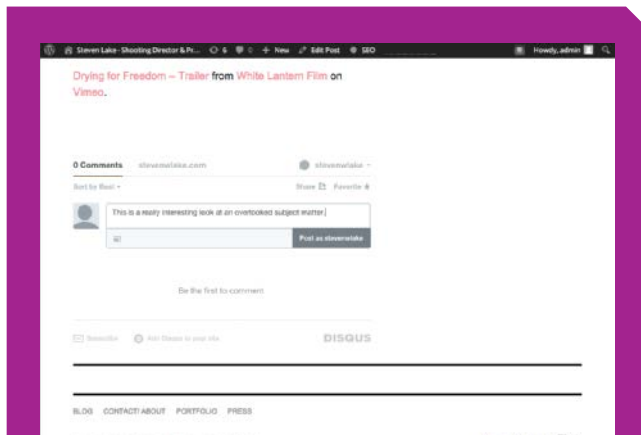 Steven Lake - Shooting Director & Pr... 6 0 + New Edit Post SEO Howdy, admin
Drying for Freedom – Trailer from White Lantern Film on
Vimeo.
0 Comments stevenwlake.com stevenwlake
Sort by Best Share Favorite
This is a really interesting look at an overlooked subject matter.
Post as stevenwlake
Be the first to comment
Subscribe Add Disqus to your site
DISQUS
BLOG CONTACT/ ABOUT PORTFOLIO PRESS